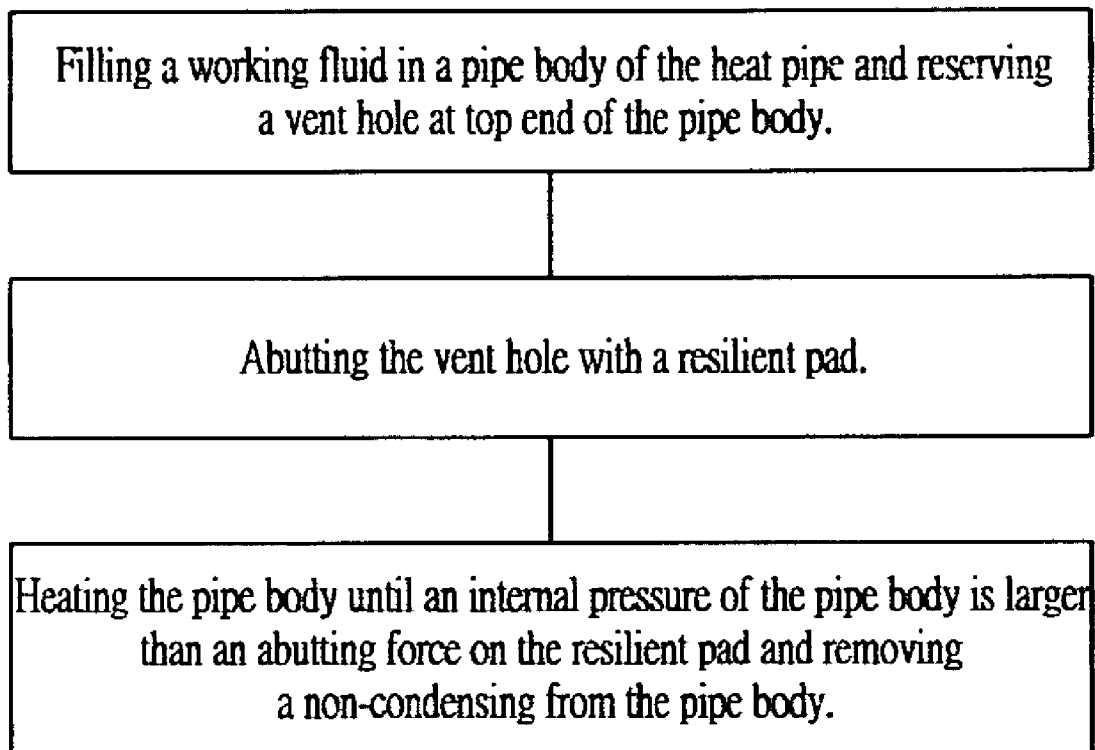 Filling a working fluid in a pipe body of the heat pipe and reserving
a vent hole at top end of the pipe body.
Abutting the vent hole with a resilient pad.
Heating the pipe body until an internal pressure of the pipe body is larger
than an abutting force on the resilient pad and removing
a non-condensing from the pipe body.